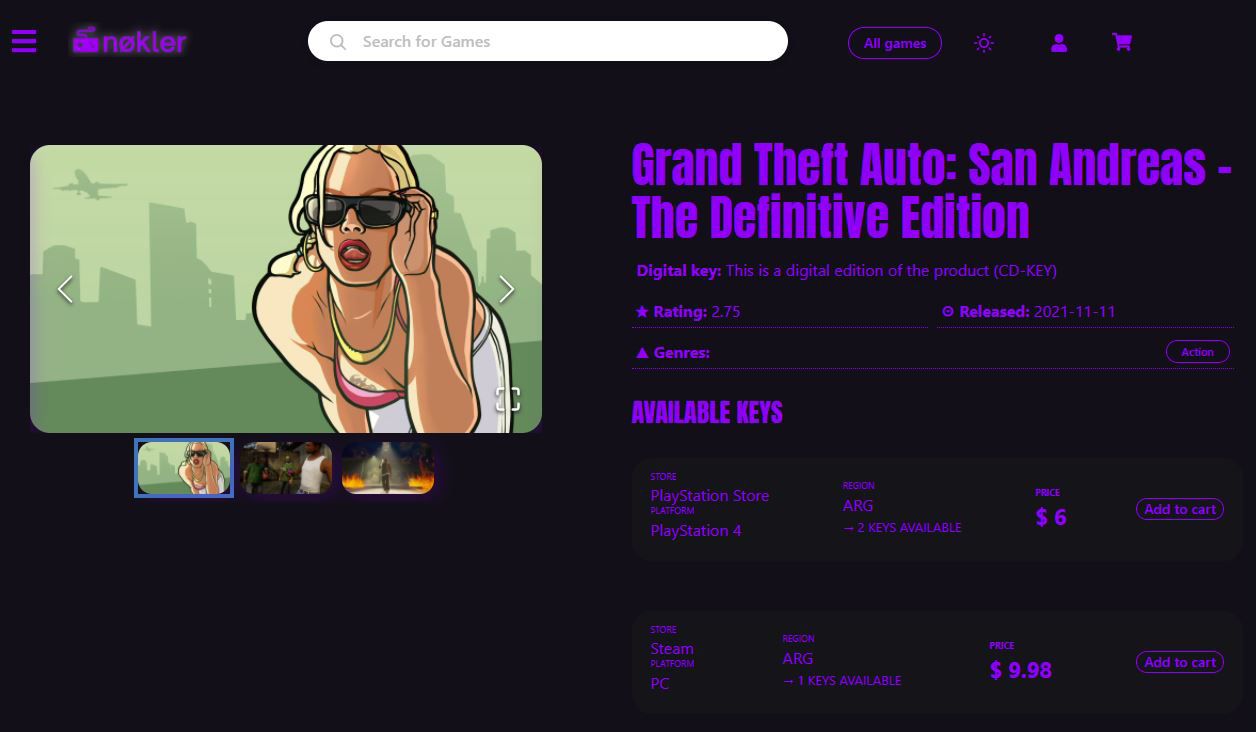 nøkler
Search for Games
All games
Grand Theft Auto: San Andreas -
The Definitive Edition
Digital key: This is a digital edition of the product (CD-KEY)
★ Rating: 2.75
⊙ Released: 2021-11-11
▲ Genres:
Action
AVAILABLE KEYS
STORE
PlayStation Store
PLATFORM
PlayStation 4
REGION
ARG
→ 2 KEYS AVAILABLE
PRICE
$ 6
Add to cart
STORE
Steam
PLATFORM
PC
REGION
ARG
→ 1 KEYS AVAILABLE
PRICE
$ 9.98
Add to cart